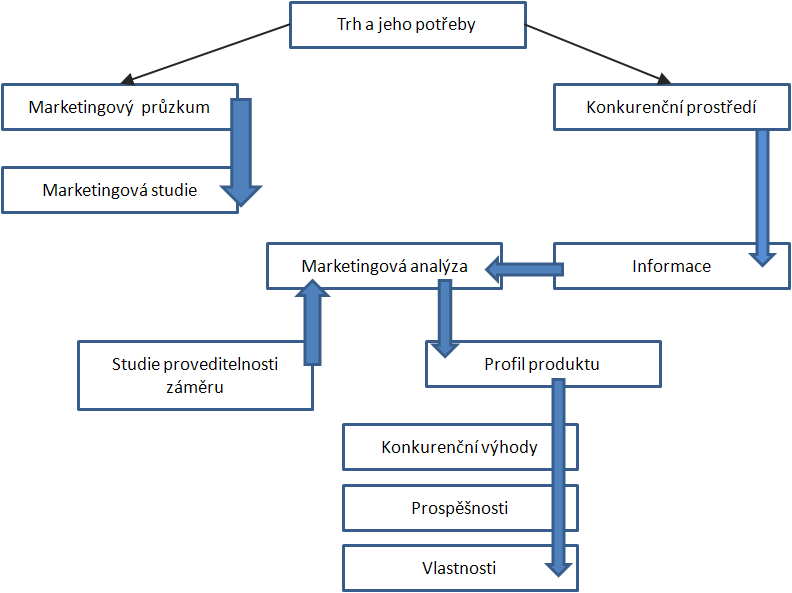 Trh a jeho potřeby
Marketingový průzkum
Konkurenční prostředí
Marketingová studie
Marketingová analýza
Informace
Studie proveditelnosti
záměru
Profil produktu
Konkurenční výhody
Prospěšnosti
Vlastnosti